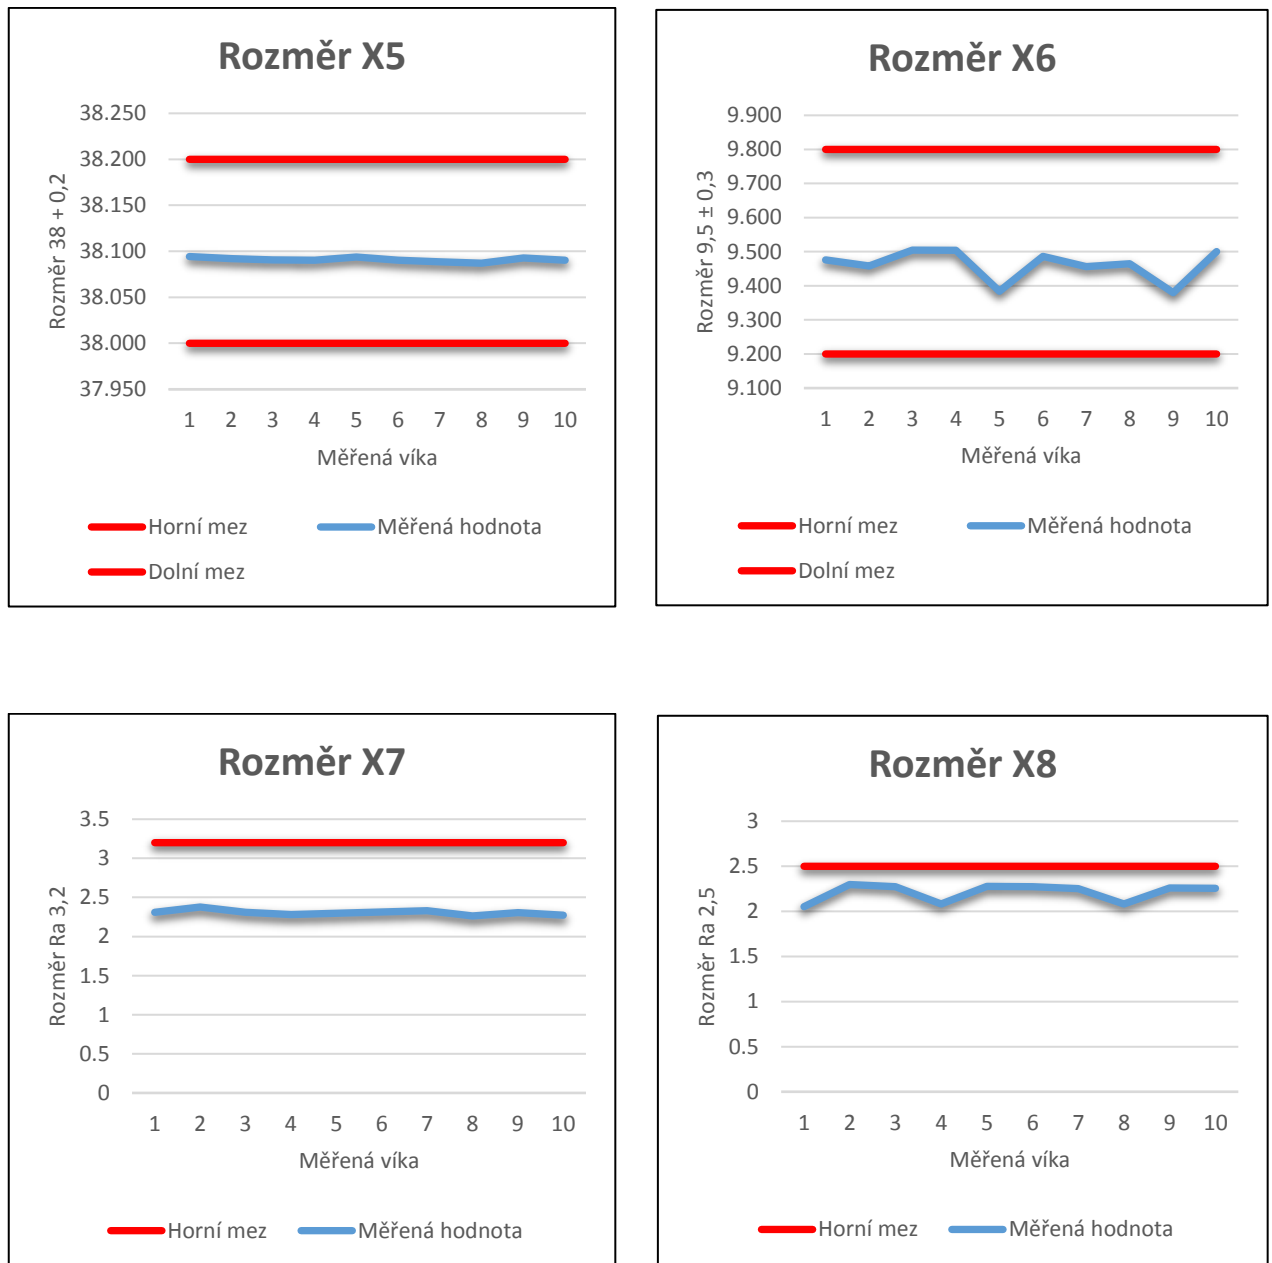 Rozměr X5
38.250
38.200
38.150
38.100
38.050
38.000
37.950
Rozměr 38 + 0,2
1 2 3 4 5 6 7 8 9 10
Měřená víka
Horní mez Měřená hodnota
Dolní mez
Rozměr X6
9.900
9.800
9.700
9.600
9.500
9.400
9.300
9.200
9.100
Rozměr 9,5 ± 0,3
1 2 3 4 5 6 7 8 9 10
Měřená víka
Horní mez Měřená hodnota
Dolní mez
Rozměr X7
3.5
3
2.5
2
1.5
1
0.5
0
Rozměr Ra 3,2
1 2 3 4 5 6 7 8 9 10
Měřená víka
Horní mez Měřená hodnota
Rozměr X8
3
2.5
2
1.5
1
0.5
0
Rozměr Ra 2,5
1 2 3 4 5 6 7 8 9 10
Měřená víka
Horní mez Měřená hodnota